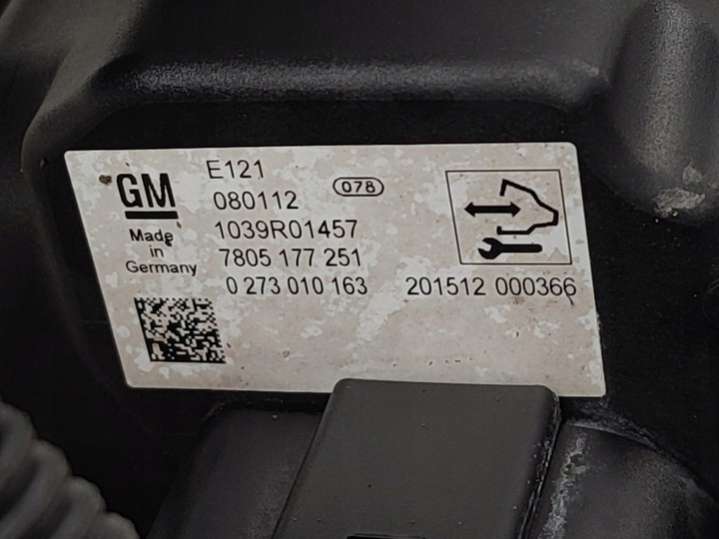 GM
Made
in
Germany
E121
080112
078
1039R01457
7805 177 251
0 273 010 163
201512 000366